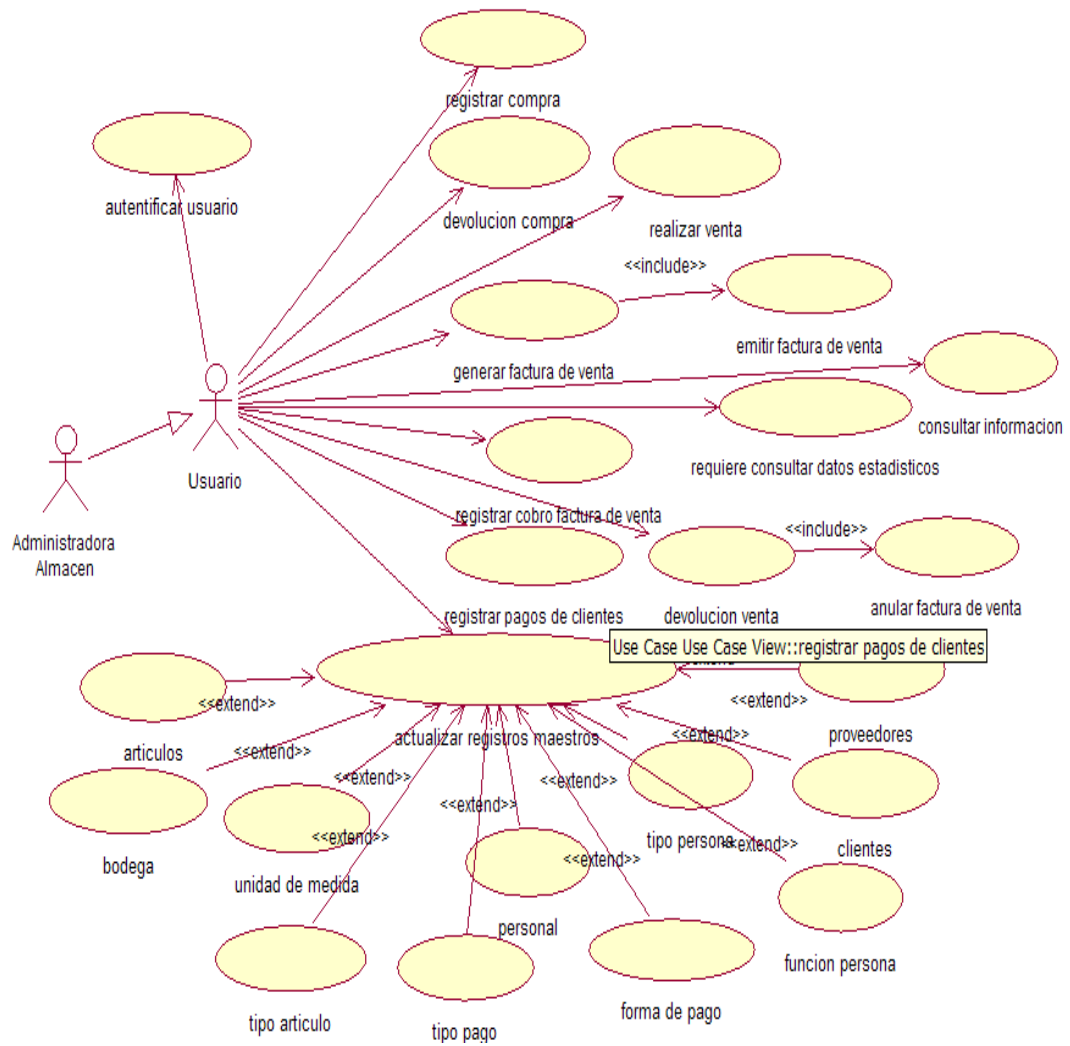 registrar compra
autentificar usuario
devolucion compra
realizar venta
<<include>>
emitir factura de venta
generar factura de venta
consultar informacion
requiere consultar datos estadisticos
Usuario
registrar cobro factura de venta
<<include>>
Administradora
Almacen
registrar pagos de clientes
devolucion venta
anular factura de venta
Use Case Use Case View::registrar pagos de clientes
<<extend>>
<<extend>>
articulos
<<extend>>
actualizar registros maestros
<<extend>>
proveedores
<<extend>>
<<extend>>
<<extend>>
<<extend>>
tipo persona
<<extend>>
clientes
bodega
<<extend>>
unidad de medida
personal
funcion persona
tipo articulo
tipo pago
forma de pago